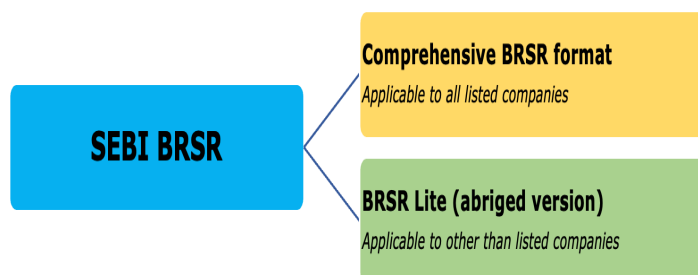 SEBI BRSR
Comprehensive BRSR format
Applicable to all listed companies
BRSR Lite (abriged version)
Applicable to other than listed companies